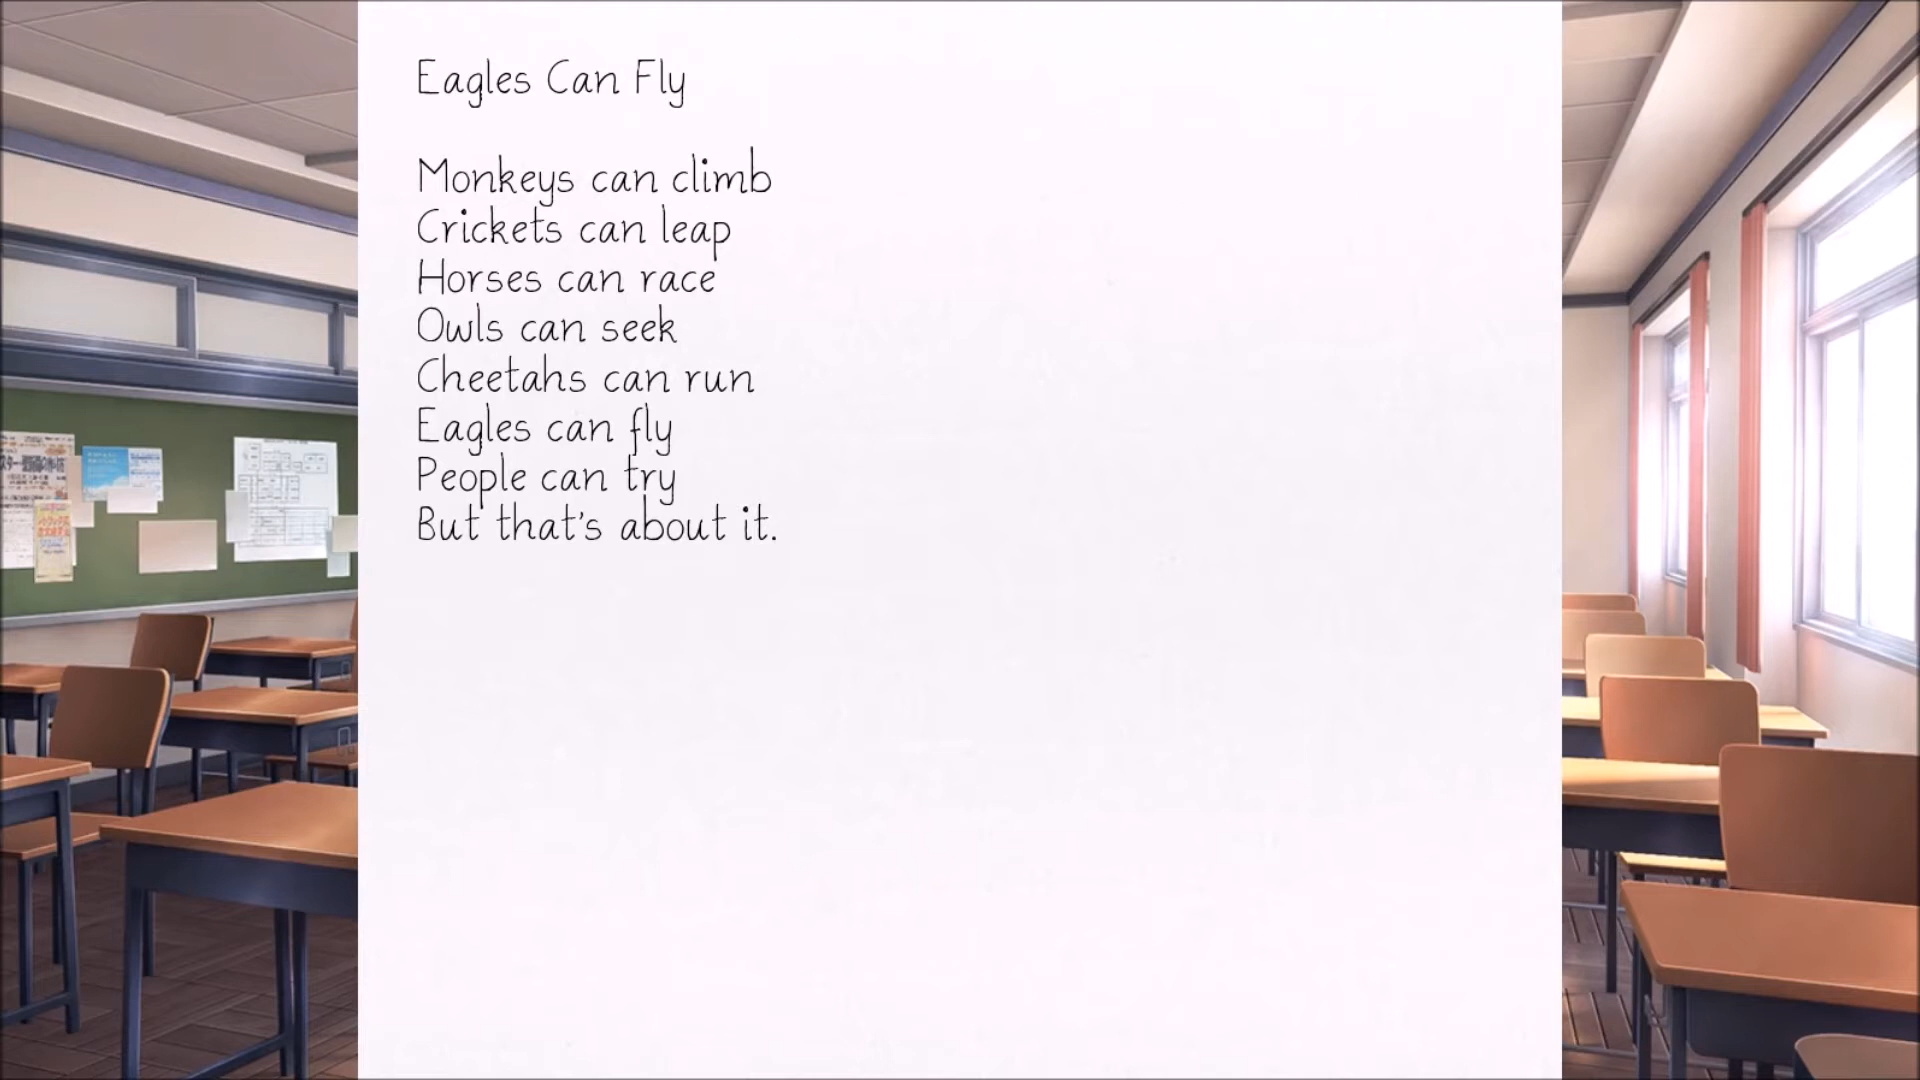 Eagles Can Fly
Monkeys can climb
Crickets can leap
Horses can race
Owls can seek
Cheetahs can run
Eagles can fly
People can try
But that's about it.